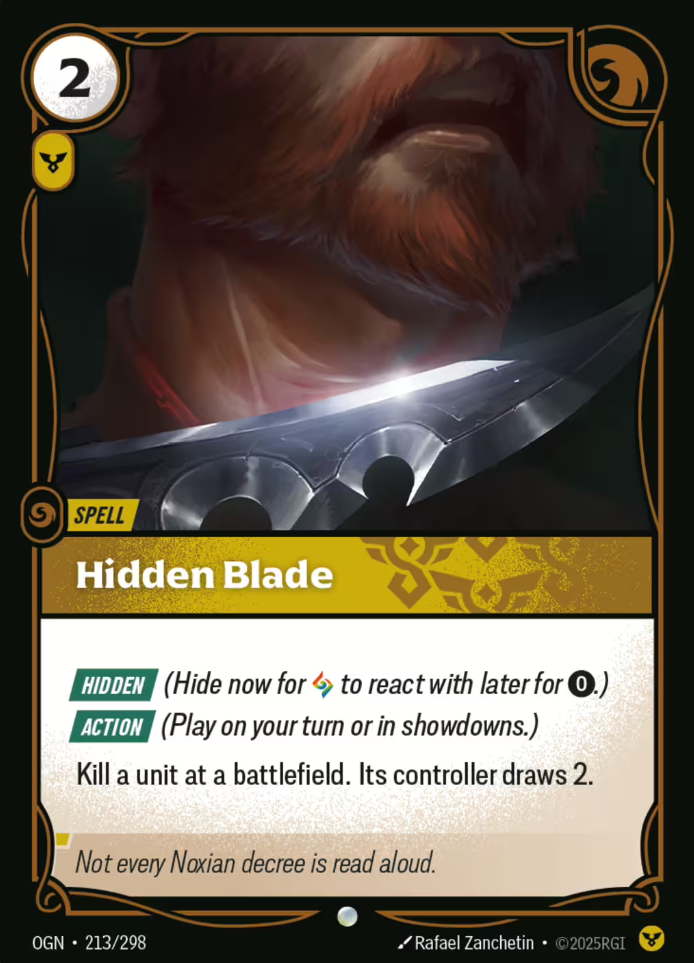 2
SPELL
Hidden Blade
HIDDEN (Hide now for to react with later for 0.)
ACTION (Play on your turn or in showdowns.)
Kill a unit at a battlefield. Its controller draws 2.
Not every Noxian decree is read aloud.
OGN • 213/298
Rafael Zanchetin • ©2025RGI